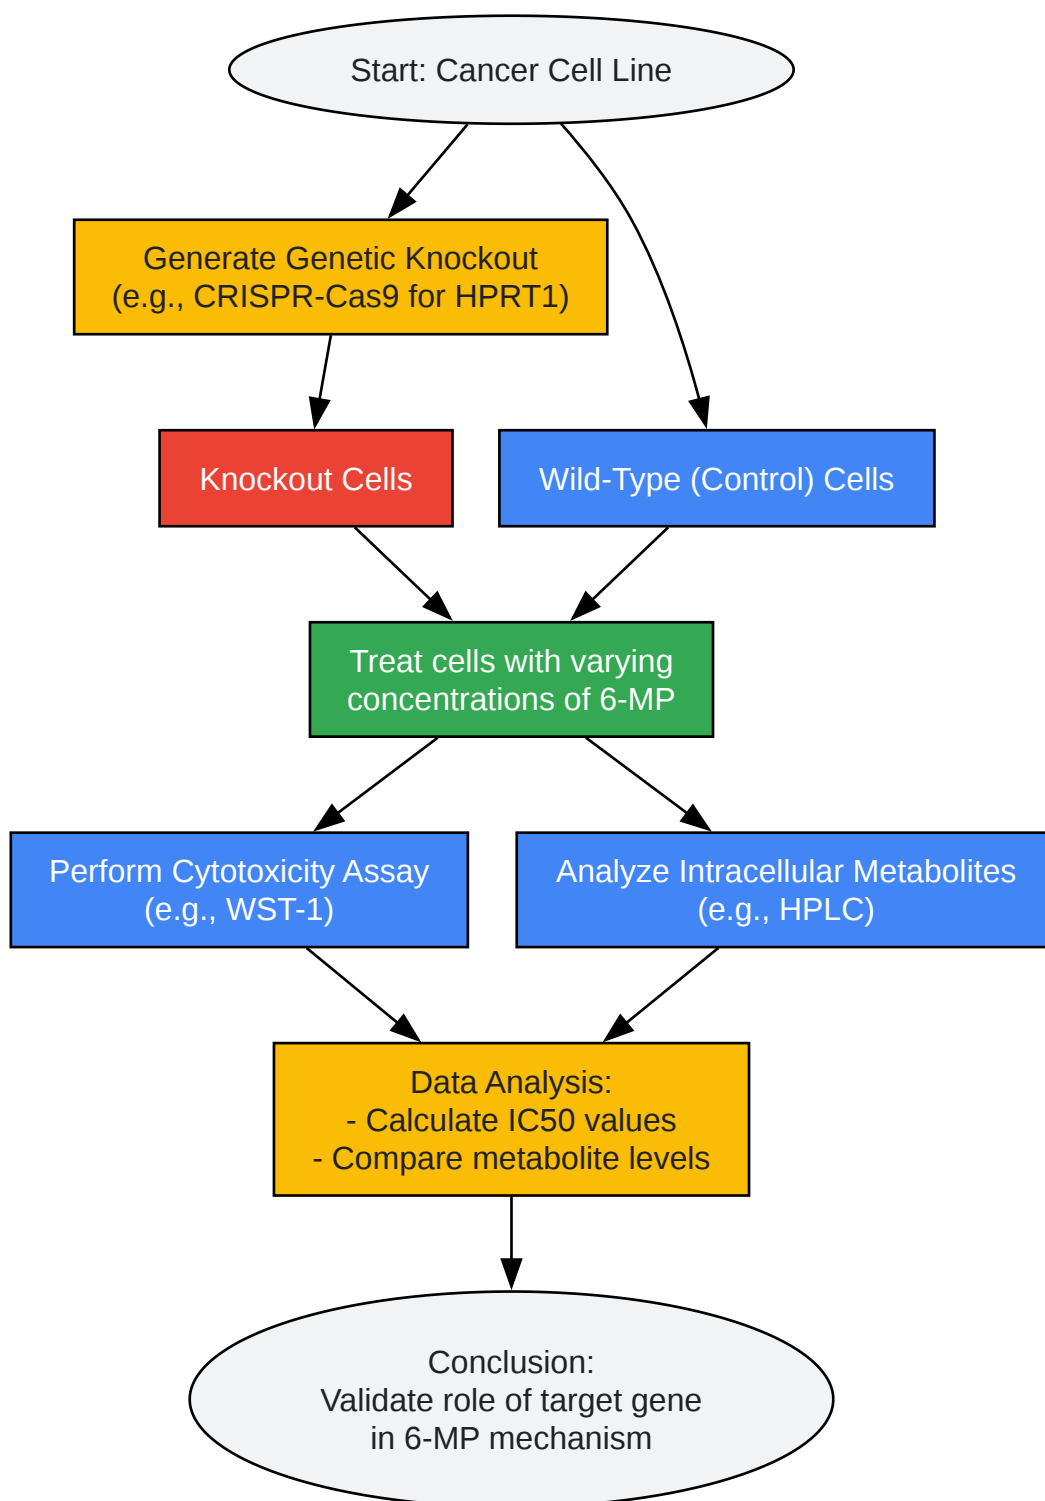 Start: Cancer Cell Line
Generate Genetic Knockout
(e.g., CRISPR-Cas9 for HPRT1)
Knockout Cells
Wild-Type (Control) Cells
Treat cells with varying
concentrations of 6-MP
Perform Cytotoxicity Assay
(e.g., WST-1)
Analyze Intracellular Metabolites
(e.g., HPLC)
Data Analysis:
- Calculate IC50 values
- Compare metabolite levels
Conclusion:
Validate role of target gene
in 6-MP mechanism